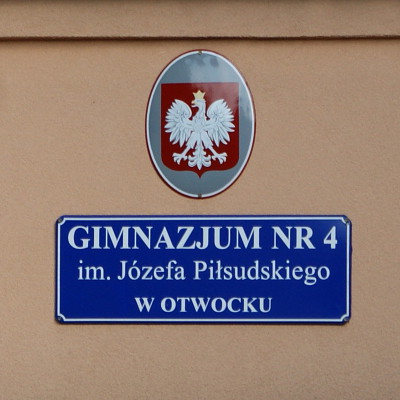 GIMNAZJUM NR 4
im. Józefa Piłsudskiego
W OTWOCKU